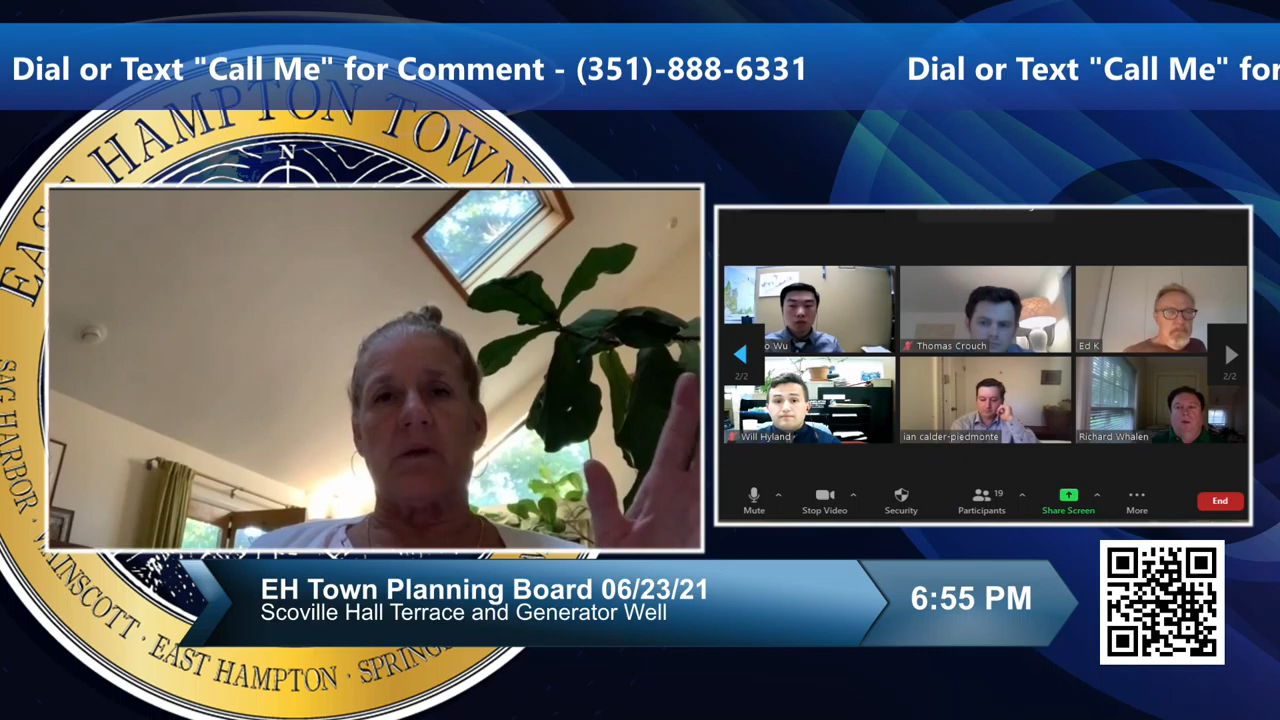 Dial or Text "Call Me" for Comment - (351)-888-6331 Dial or Text "Call Me" for
EAST HAMPTON TOWN
N
SAG HARBOR · WAINSCOTT · EAST HAMPTON ·
o Wu
Thomas Crouch
Ed K
2/2
2/2
Will Hyland
ian calder-piedmonte
Richard Whalen
Mute
Stop Video
Security
19
Participants
Share Screen
More
End
EH Town Planning Board 06/23/21
Scoville Hall Terrace and Generator Well
6:55 PM